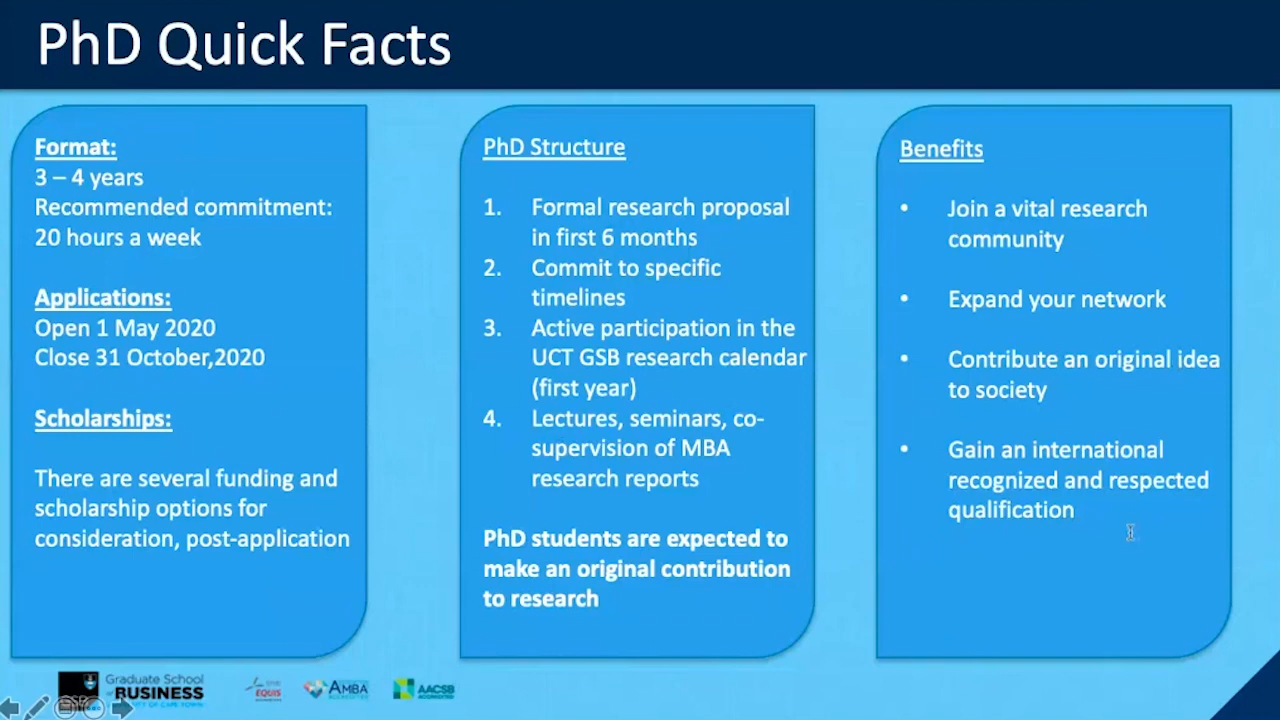 PhD Quick Facts
Format:
3 – 4 years
Recommended commitment:
20 hours a week
Applications:
Open 1 May 2020
Close 31 October,2020
Scholarships:
There are several funding and
scholarship options for
consideration, post-application
PhD Structure
1. Formal research proposal
in first 6 months
2. Commit to specific
timelines
3. Active participation in the
UCT GSB research calendar
(first year)
4. Lectures, seminars, co-
supervision of MBA
research reports
PhD students are expected to
make an original contribution
to research
Benefits
• Join a vital research
community
• Expand your network
• Contribute an original idea
to society
• Gain an international
recognized and respected
qualification
Graduate School
BUSINESS
OF CAPE TOWN
EQUIS
AMBA
AACSB